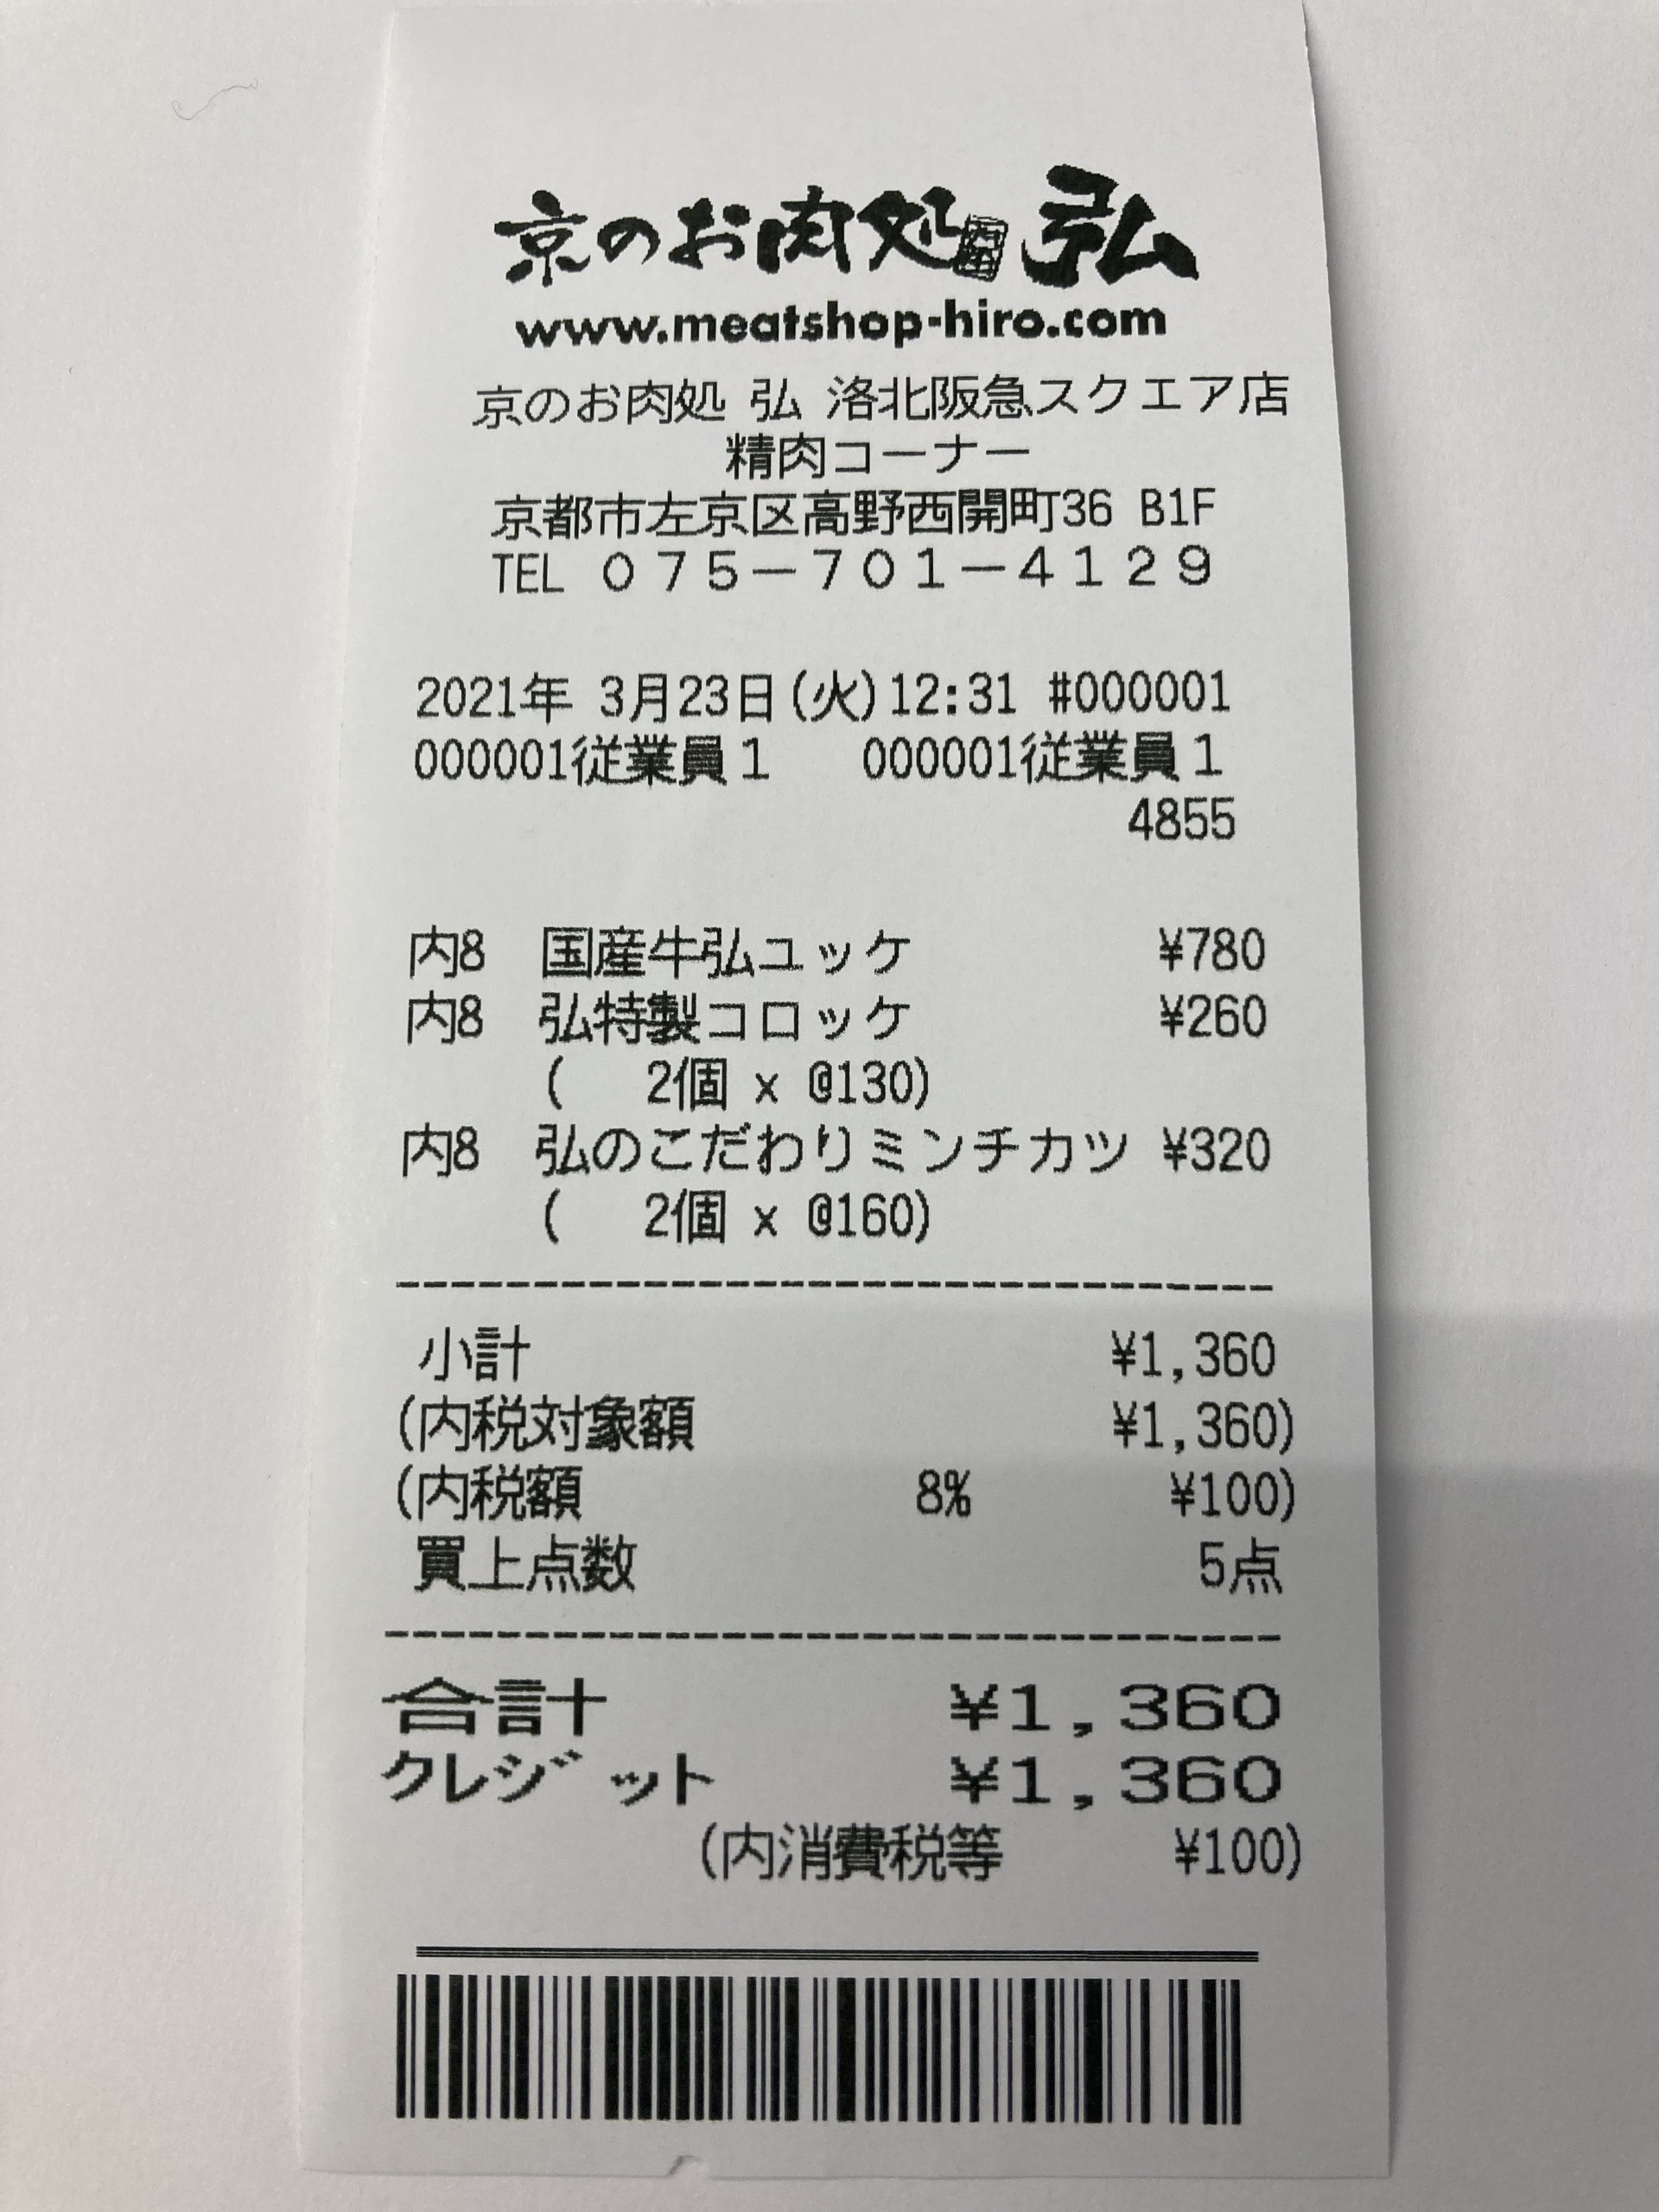 京のお肉処 弘
www.meatshop-hiro.com
京のお肉処 弘 洛北阪急スクエア店
精肉コーナー
京都市左京区高野西開町36 B1F
TEL ０７５－７０１－４１２９
2021年 3月23日(火)12:31 #000001
000001従業員１ 000001従業員１
4855
内8 国産牛弘ユッケ ¥780
内8 弘特製コロッケ ¥260
( 2個 x @130)
内8 弘のこだわりミンチカツ ¥320
( 2個 x @160)
小計 ¥1,360
(内税対象額 ¥1,360)
(内税額 8% ¥100)
買上点数 5点
合計 ¥1,360
クレジット ¥1,360
(内消費税等 ¥100)